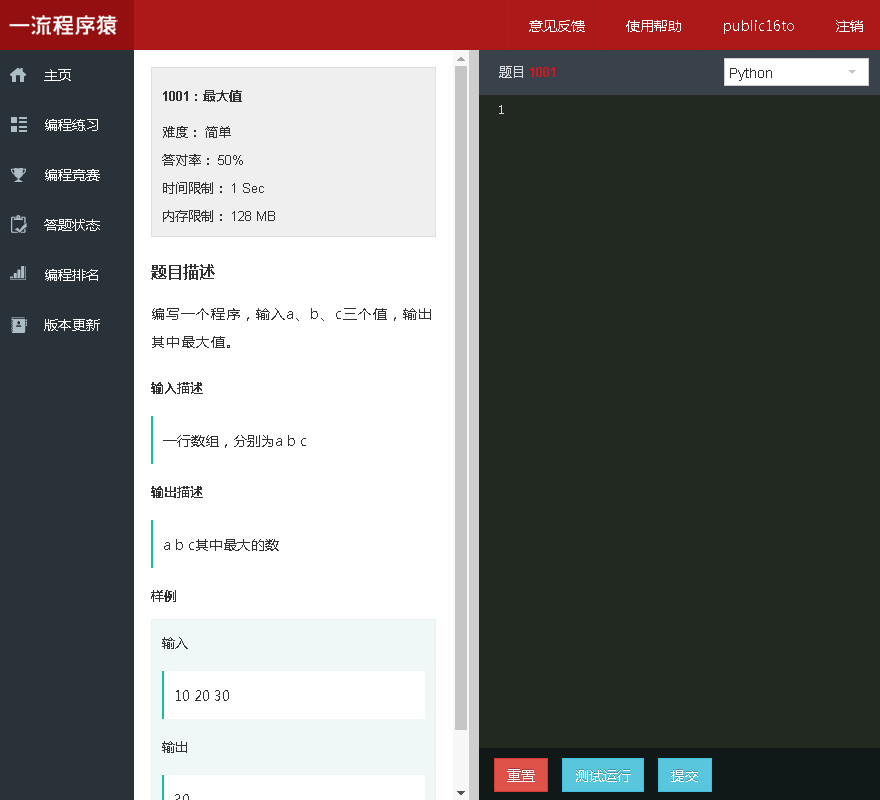 一流程序猿
意见反馈 使用帮助 public16to 注销
主页
编程练习
编程竞赛
答题状态
编程排名
版本更新
1001：最大值
难度： 简单
答对率： 50%
时间限制： 1 Sec
内存限制： 128 MB
题目描述
编写一个程序，输入a、b、c三个值，输出
其中最大值。
输入描述
一行数组，分别为a b c
输出描述
a b c其中最大的数
样例
输入
10 20 30
输出
30
题目 1001
Python
1
重置 测试运行 提交